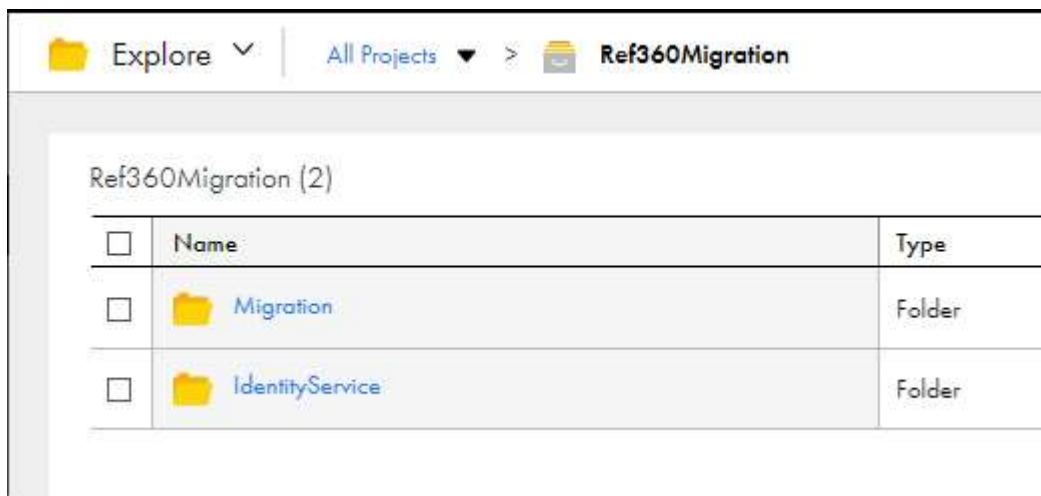 Explore All Projects > Ref360Migration
Ref360Migration (2)
Name Type
Migration Folder
IdentityService Folder